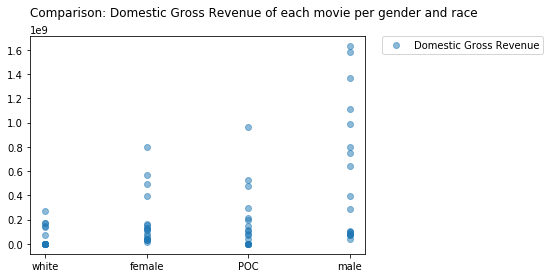 Comparison: Domestic Gross Revenue of each movie per gender and race
1e9
Domestic Gross Revenue
1.6
1.4
1.2
1.0
0.8
0.6
0.4
0.2
0.0
white female POC male